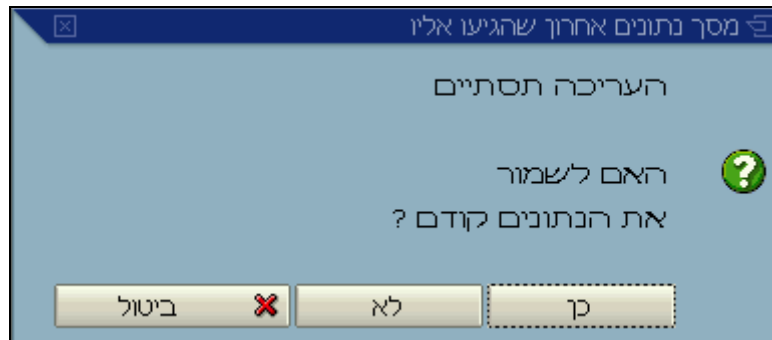 מסך נתונים אחרון שהגיעו אליו
העריכה תסתיים
האם לשמור
את הנתונים קודם ?
כן
לא
ביטול